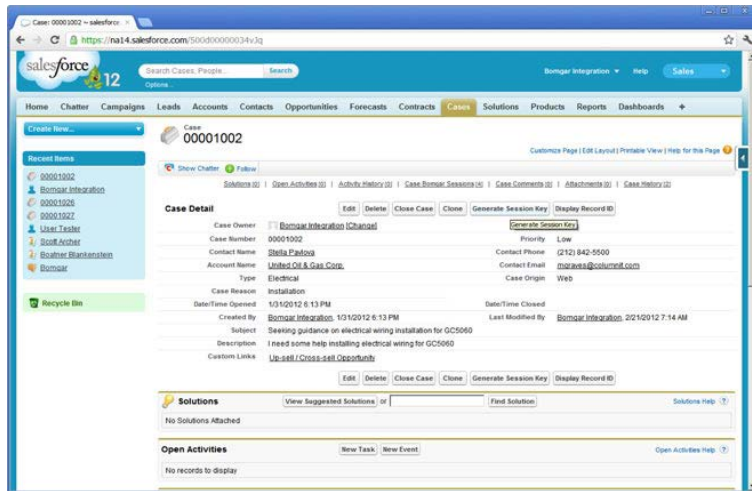 Case: 00001002 ~ salesforce
https://na14.salesforce.com/500d0000034vJq
salesforce
12
Search Cases, People...
Search
Options...
Bomgar Integration
Help
Sales
Home Chatter Campaigns Leads Accounts Contacts Opportunities Forecasts Contracts Cases Solutions Products Reports Dashboards +
Create New...
Recent Items
00001002
Bomgar Integration
00001026
00001027
User Tester
Scott Archer
Boatner Blankenstein
Bomgar
Recycle Bin
Case
00001002
Customize Page | Edit Layout | Printable View | Help for this Page
Show Chatter Follow
Solutions [0] | Open Activities [0] | Activity History [0] | Case Bomgar Sessions [4] | Case Comments [0] | Attachments [0] | Case History [2]
Case Detail
Edit Delete Close Case Clone Generate Session Key Display Record ID
Generate Session Key
Case Owner Bomgar Integration [Change]
Case Number 00001002 Priority Low
Contact Name Stella Pavlova Contact Phone (212) 842-5500
Account Name United Oil & Gas Corp. Contact Email mgraves@columnit.com
Type Electrical Case Origin Web
Case Reason Installation
Date/Time Opened 1/31/2012 6:13 PM Date/Time Closed
Created By Bomgar Integration, 1/31/2012 6:13 PM Last Modified By Bomgar Integration, 2/21/2012 7:14 AM
Subject Seeking guidance on electrical wiring installation for GC5060
Description I need some help installing electrical wiring for GC5060
Custom Links Up-sell / Cross-sell Opportunity
Edit Delete Close Case Clone Generate Session Key Display Record ID
Solutions
View Suggested Solutions or
Find Solution
Solutions Help
No Solutions Attached
Open Activities
New Task New Event
Open Activities Help
No records to display